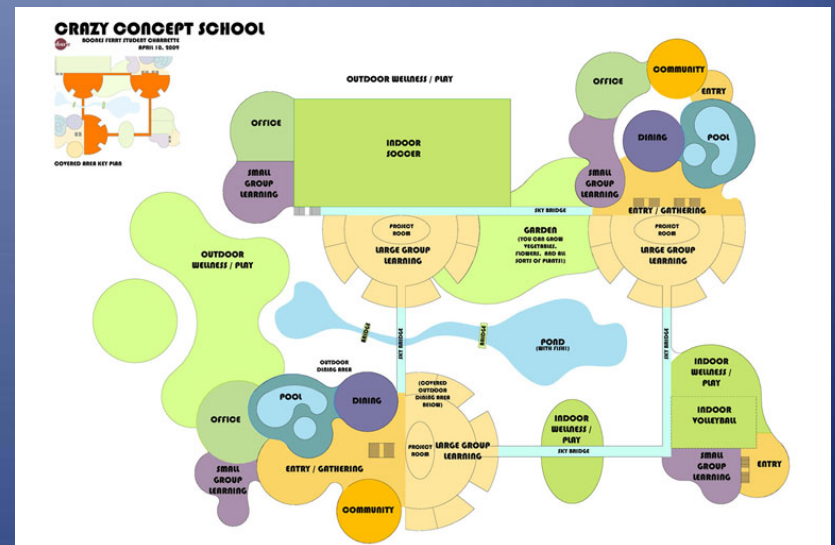 CRAZY CONCEPT SCHOOL
BOONES FERRY STUDENT CHARRETTE
APRIL 10, 2009
COVERED AREA KEY PLAN
OUTDOOR WELLNESS / PLAY
OFFICE
INDOOR
SOCCER
SMALL
GROUP
LEARNING
OFFICE
COMMUNITY
ENTRY
DINING
POOL
SMALL
GROUP
LEARNING
SKY BRIDGE
ENTRY / GATHERING
PROJECT
ROOM
LARGE GROUP
LEARNING
GARDEN
(YOU CAN GROW
VEGETABLES,
FLOWERS, AND ALL
SORTS OF PLANTS!)
PROJECT
ROOM
LARGE GROUP
LEARNING
OUTDOOR
WELLNESS / PLAY
BRIDGE
SKY BRIDGE
BRIDGE
POND
(WITH FISH!)
SKY BRIDGE
OUTDOOR
DINING AREA
INDOOR
WELLNESS /
PLAY
INDOOR
VOLLEYBALL
SMALL
GROUP
LEARNING
ENTRY
OFFICE
POOL
DINING
(COVERED
OUTDOOR
DINING AREA
BELOW)
PROJECT
ROOM
LARGE GROUP
LEARNING
INDOOR
WELLNESS /
PLAY
SKY BRIDGE
ENTRY / GATHERING
SMALL
GROUP
LEARNING
COMMUNITY